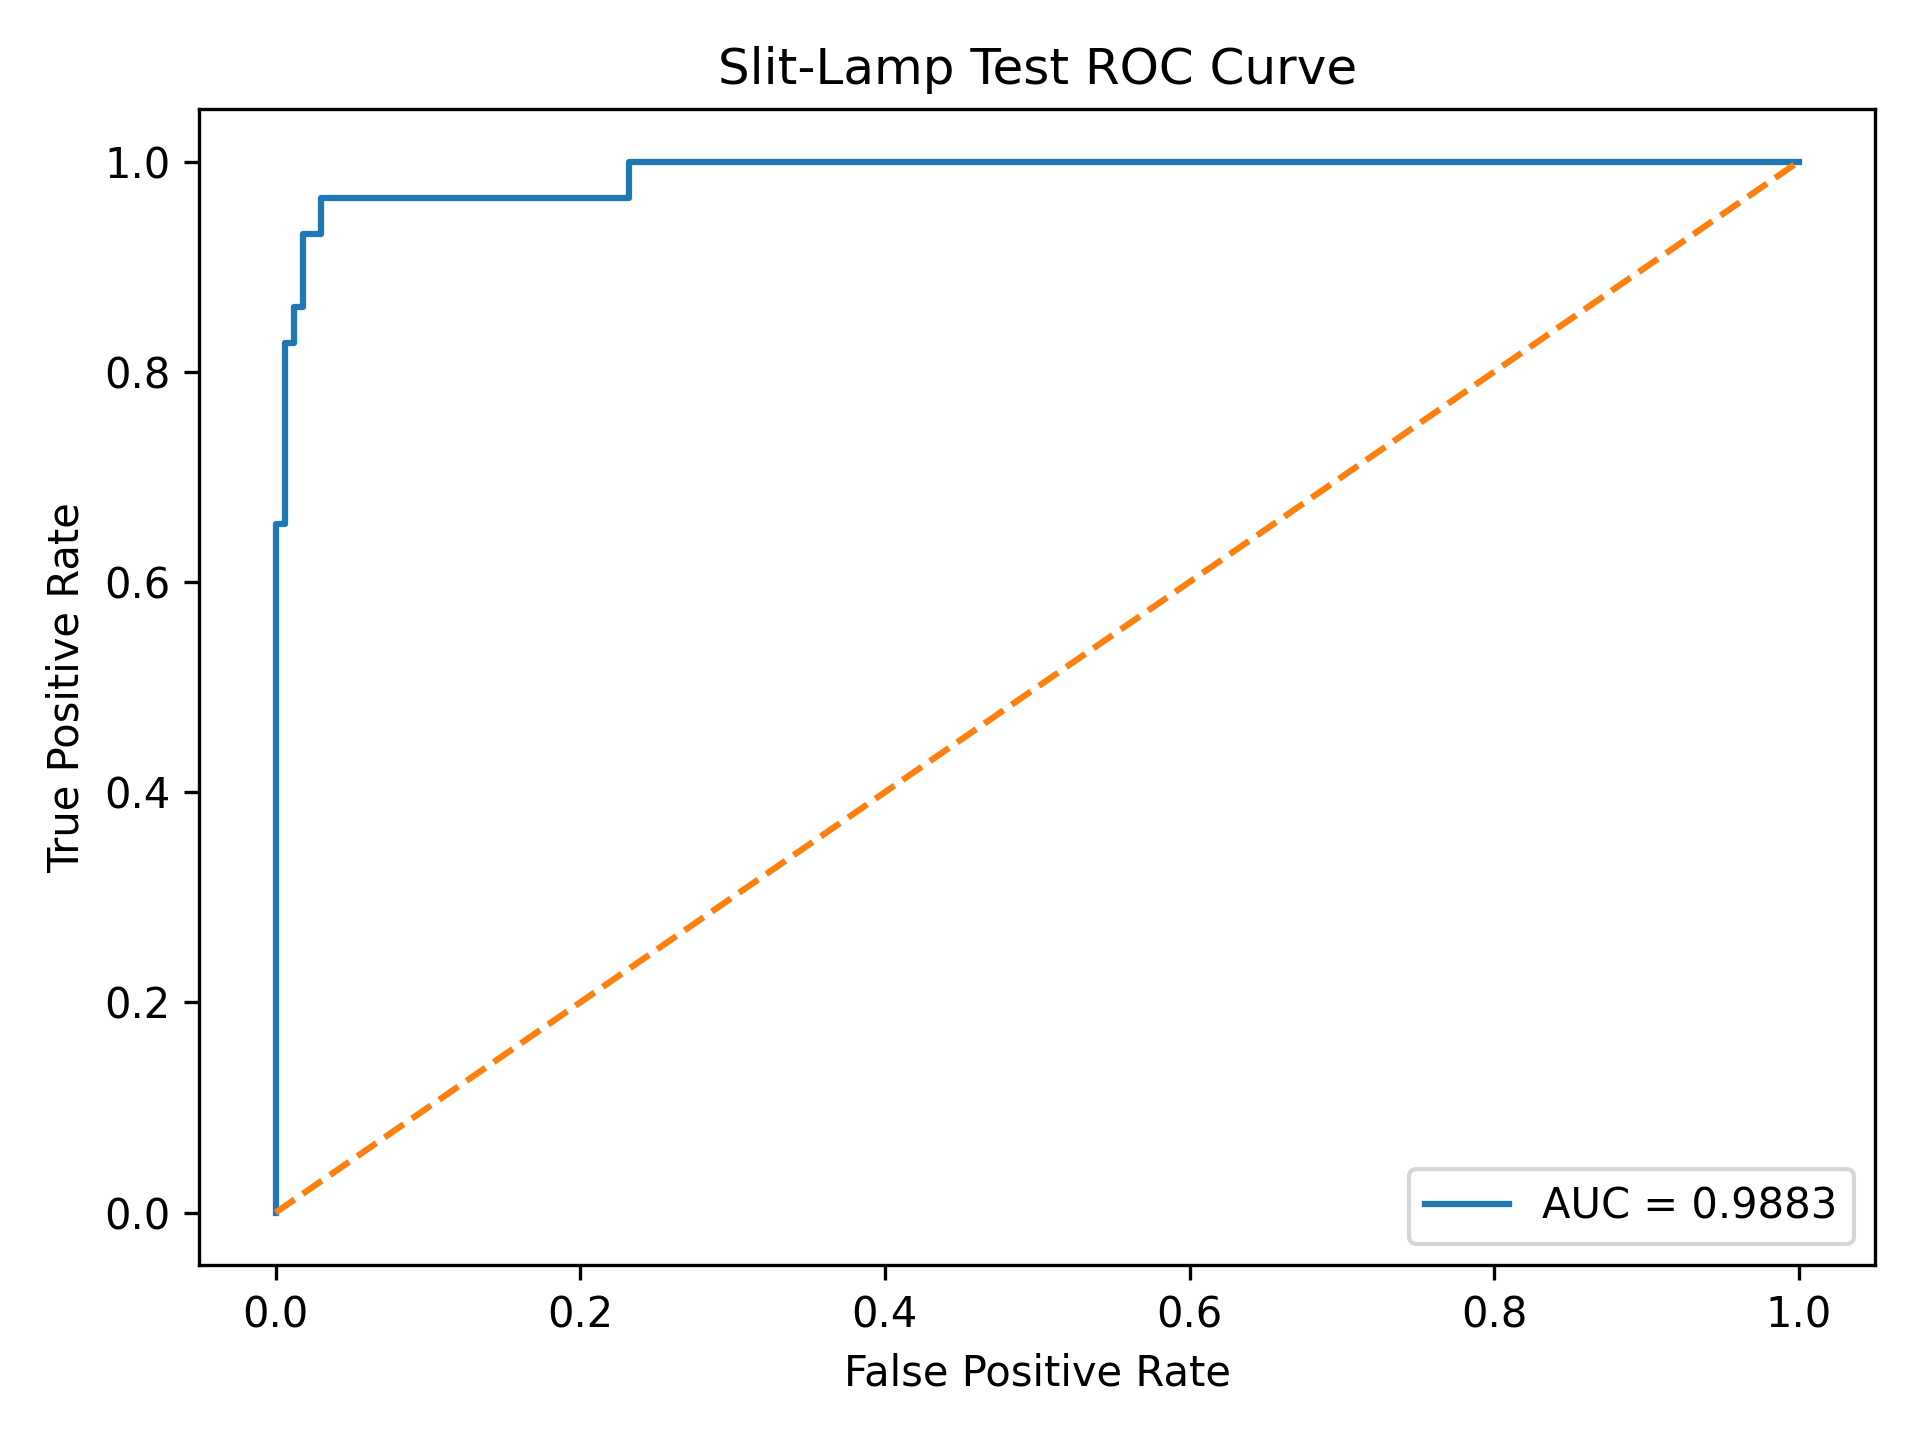 Slit-Lamp Test ROC Curve
True Positive Rate
1.0
0.8
0.6
0.4
0.2
0.0
AUC = 0.9883
0.0 0.2 0.4 0.6 0.8 1.0
False Positive Rate